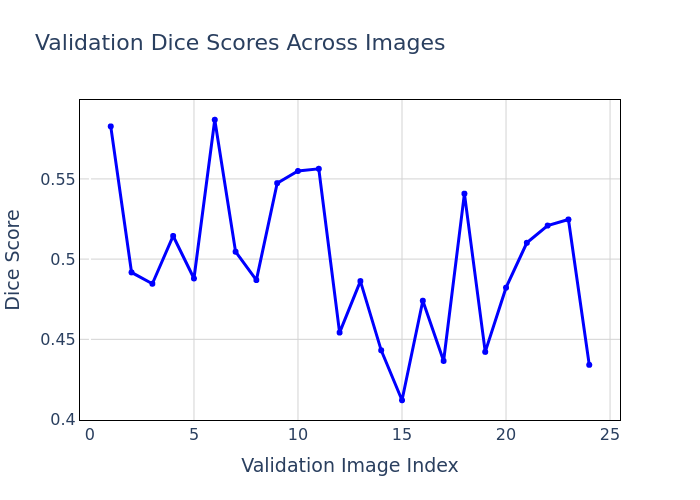 Validation Dice Scores Across Images
Dice Score
0.55
0.5
0.45
0.4
0 5 10 15 20 25
Validation Image Index